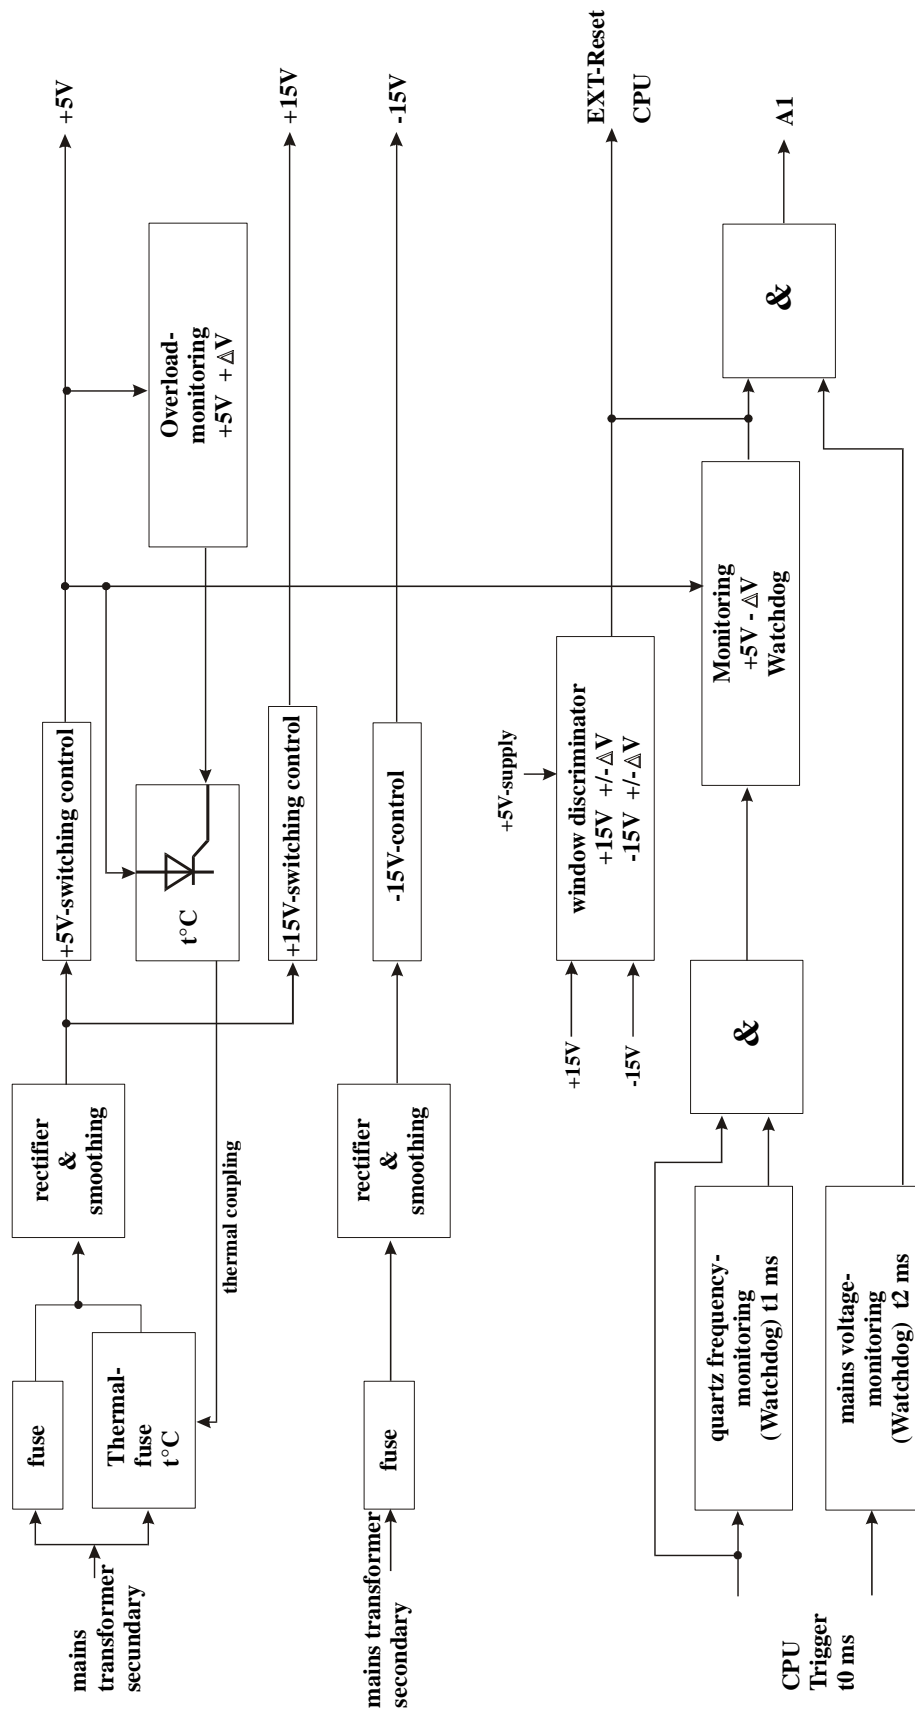 mains
transformer
secundary
fuse
Thermal-
fuse
t°C
rectifier
&
smoothing
+5V-switching control
+5V
Overload-
monitoring
+5V + ΔV
t°C
thermal coupling
+15V-switching control
+15V
mains transformer
secondary
fuse
rectifier
&
smoothing
-15V-control
-15V
+5V-supply
+15V
-15V
window discriminator
+15V +/-ΔV
-15V +/-ΔV
EXT-Reset
CPU
CPU
Trigger
t0 ms
quartz frequency-
monitoring
(Watchdog) t1 ms
&
Monitoring
+5V - ΔV
Watchdog
&
A1
mains voltage-
monitoring
(Watchdog) t2 ms